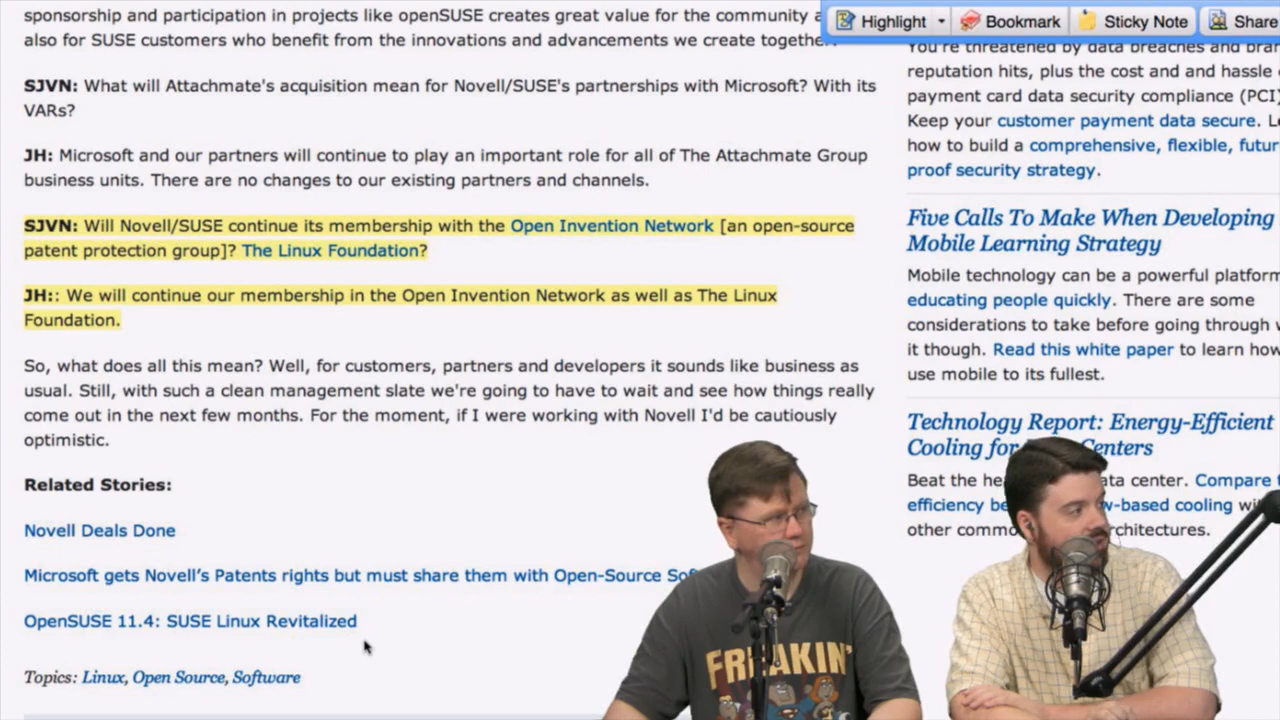 sponsorship and participation in projects like openSUSE creates great value for the community
also for SUSE customers who benefit from the innovations and advancements we create together.
SJVN: What will Attachmate's acquisition mean for Novell/SUSE's partnerships with Microsoft? With its
VARs?
JH: Microsoft and our partners will continue to play an important role for all of The Attachmate Group
business units. There are no changes to our existing partners and channels.
SJVN: Will Novell/SUSE continue its membership with the Open Invention Network [an open-source
patent protection group]? The Linux Foundation?
JH:: We will continue our membership in the Open Invention Network as well as The Linux
Foundation.
So, what does all this mean? Well, for customers, partners and developers it sounds like business as
usual. Still, with such a clean management slate we're going to have to wait and see how things really
come out in the next few months. For the moment, if I were working with Novell I'd be cautiously
optimistic.
Related Stories:
Novell Deals Done
Microsoft gets Novell's Patents rights but must share them with Open-Source
OpenSUSE 11.4: SUSE Linux Revitalized
Topics: Linux, Open Source, Software
Highlight Bookmark Sticky Note Share
You're threatened by data breaches and
reputation hits, plus the cost and and hassle
payment card data security compliance (PCI)
Keep your customer payment data secure.
how to build a comprehensive, flexible,
proof security strategy.
Five Calls To Make When Developing
Mobile Learning Strategy
Mobile technology can be a powerful platform
educating people quickly. There are some
considerations to take before going through
it though. Read this white paper to learn how
use mobile to its fullest.
Technology Report: Energy-Efficient
Cooling for Centers
Beat the data center. Compare
efficiency -based cooling
other architectures.
FREAKIN'